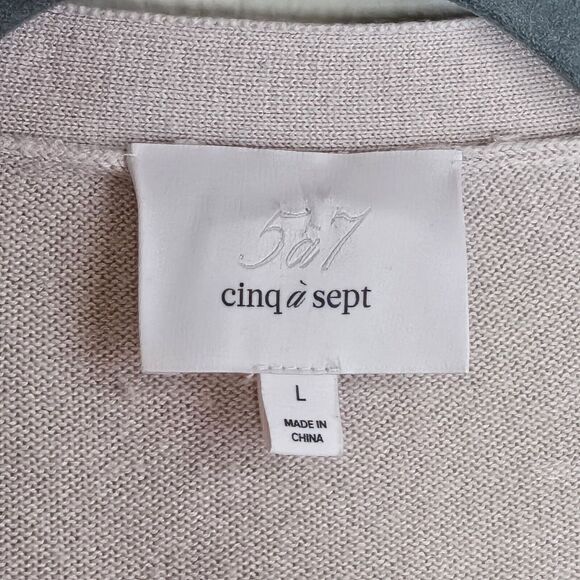 5à7
cinq à sept
L
MADE IN
CHINA